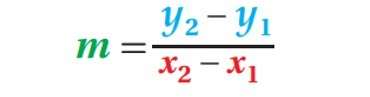 m = (y₂ − y₁) / (x₂ − x₁)